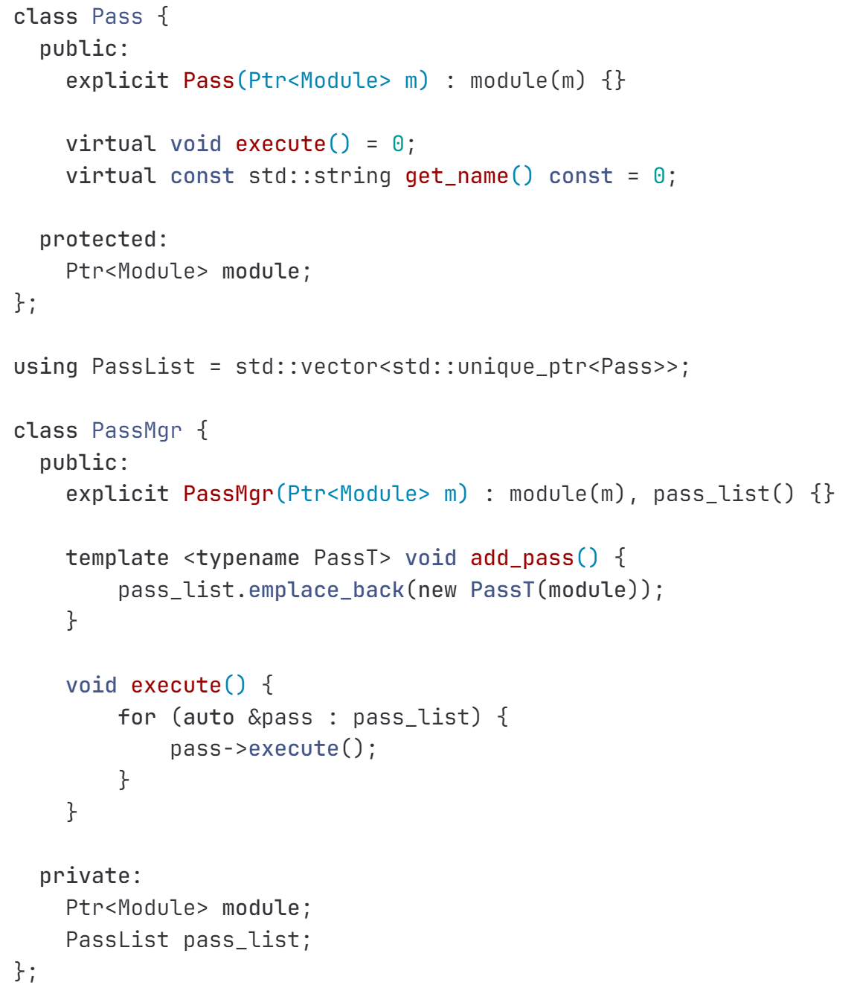 class Pass {
  public:
    explicit Pass(Ptr<Module> m) : module(m) {}

    virtual void execute() = 0;
    virtual const std::string get_name() const = 0;

  protected:
    Ptr<Module> module;
};

using PassList = std::vector<std::unique_ptr<Pass>>;

class PassMgr {
  public:
    explicit PassMgr(Ptr<Module> m) : module(m), pass_list() {}

    template <typename PassT> void add_pass() {
        pass_list.emplace_back(new PassT(module));
    }

    void execute() {
        for (auto &pass : pass_list) {
            pass->execute();
        }
    }

  private:
    Ptr<Module> module;
    PassList pass_list;
};